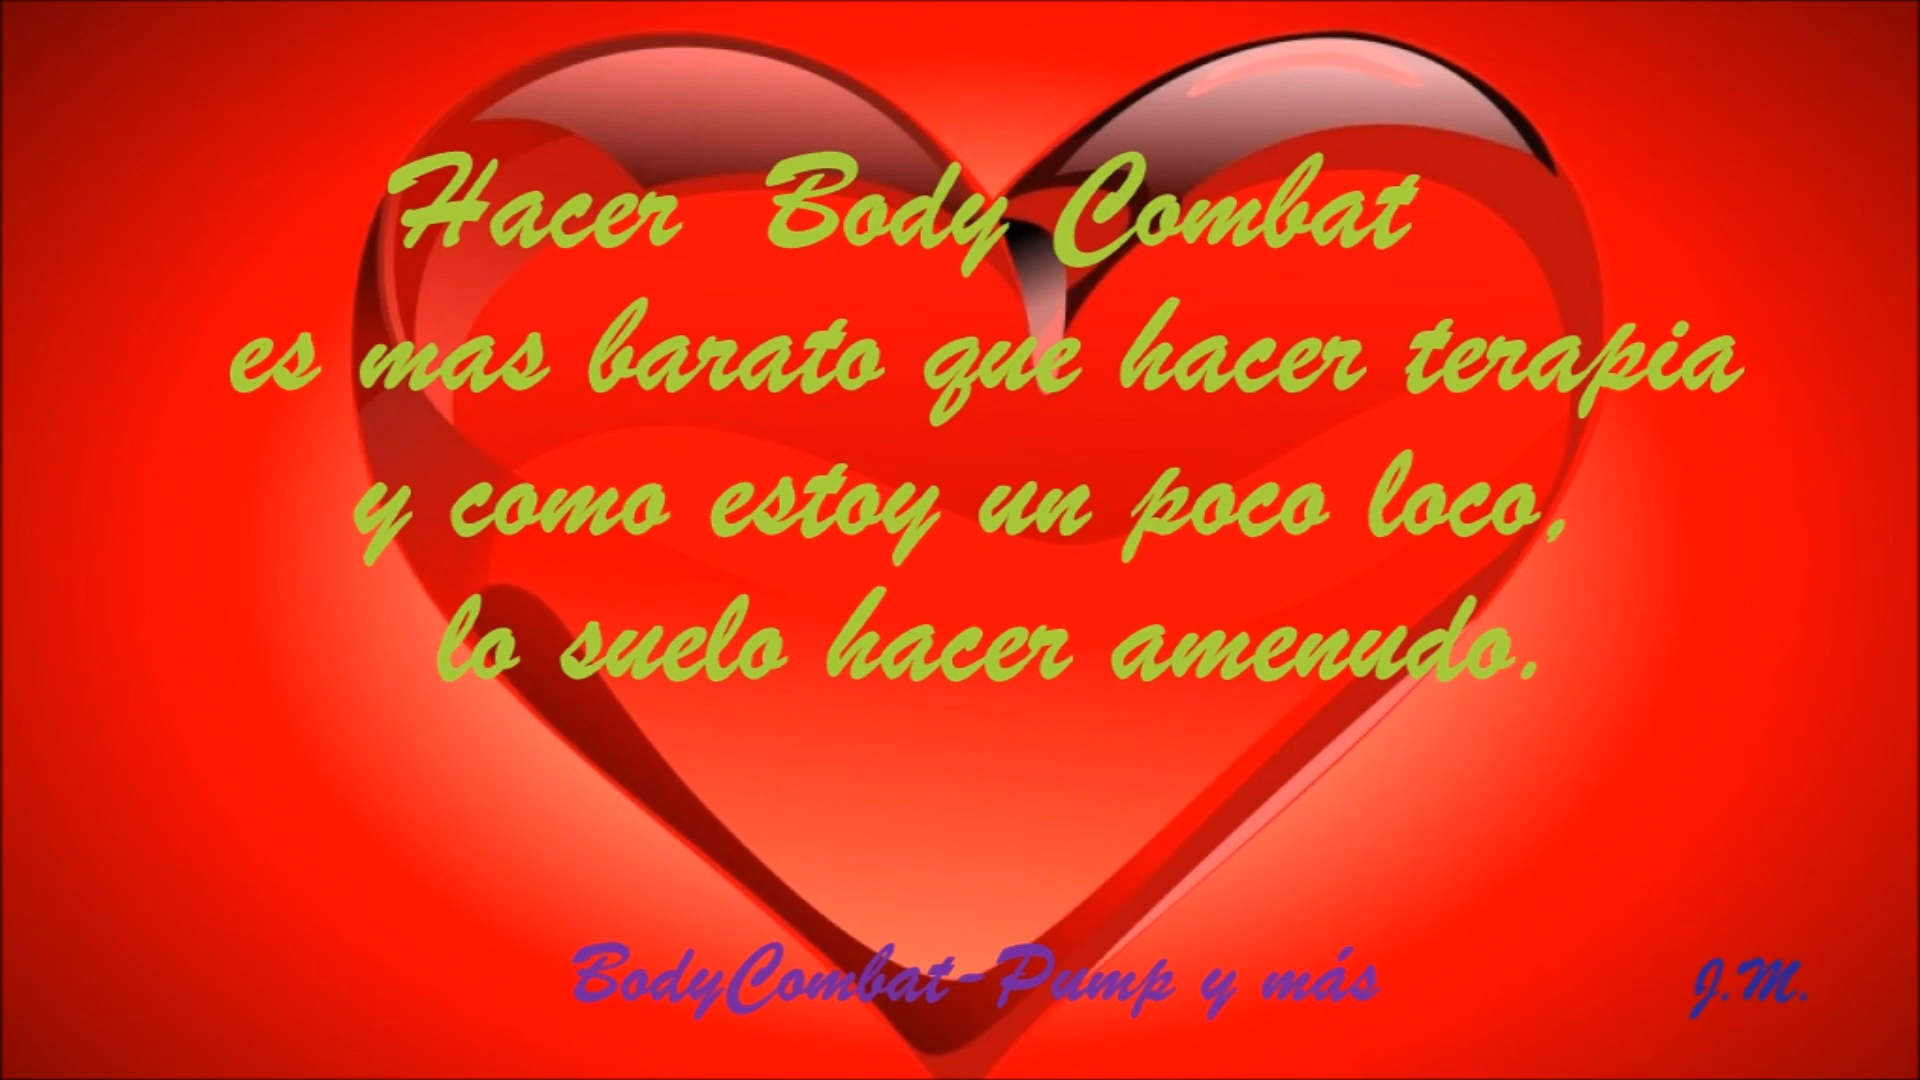 Hacer Body Combat
es mas barato que hacer terapia
y como estoy un poco loco,
lo suelo hacer amenudo.
BodyCombat-Pump y más
J.M.